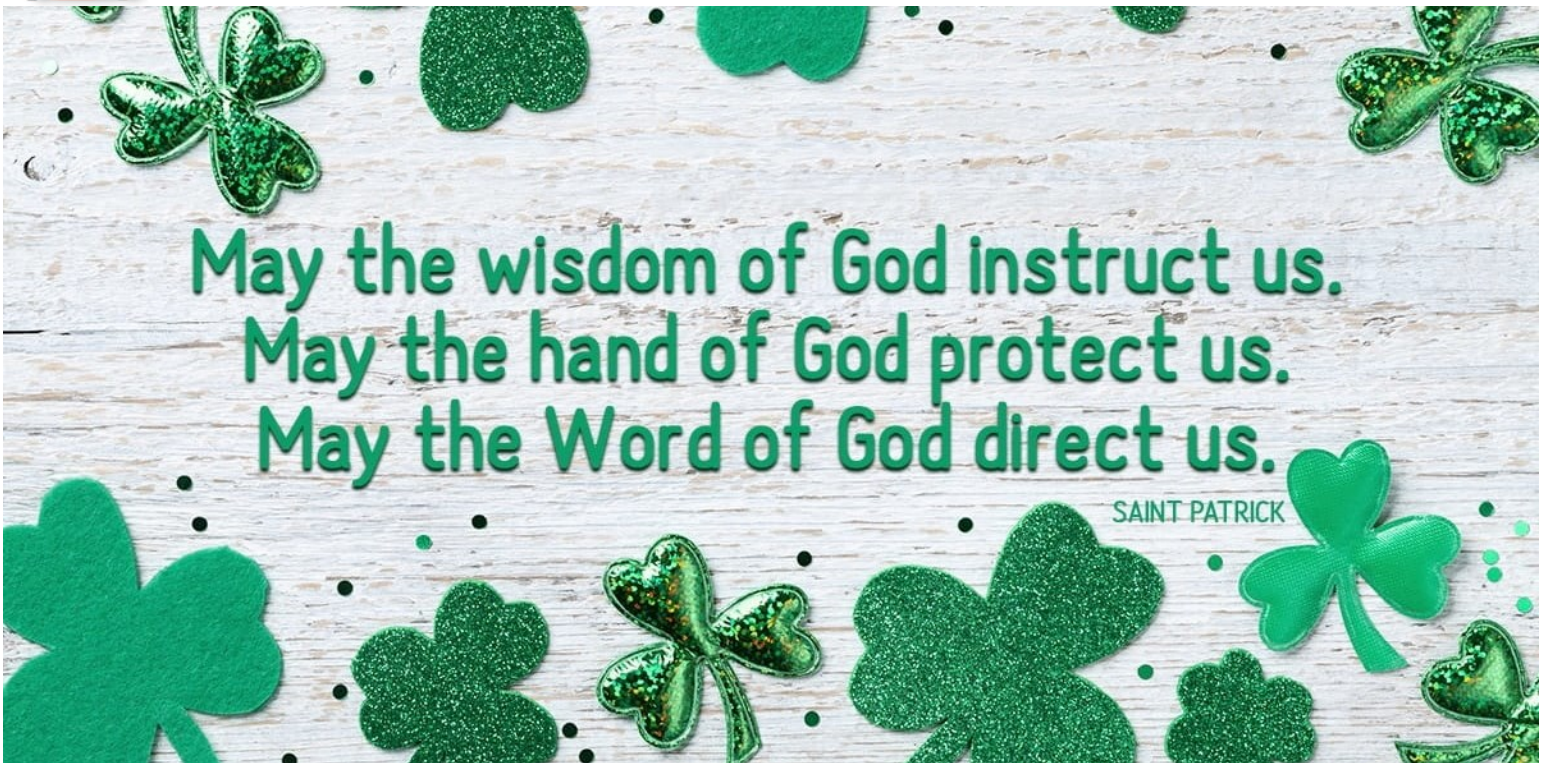 May the wisdom of God instruct us.
May the hand of God protect us.
May the Word of God direct us.
SAINT PATRICK